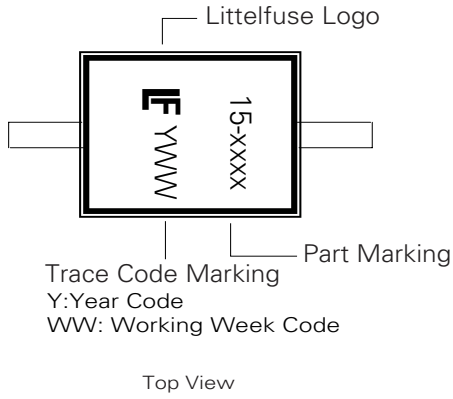 Littelfuse Logo
LF YWW
15-xxxx
Part Marking
Trace Code Marking
Y:Year Code
WW: Working Week Code
Top View